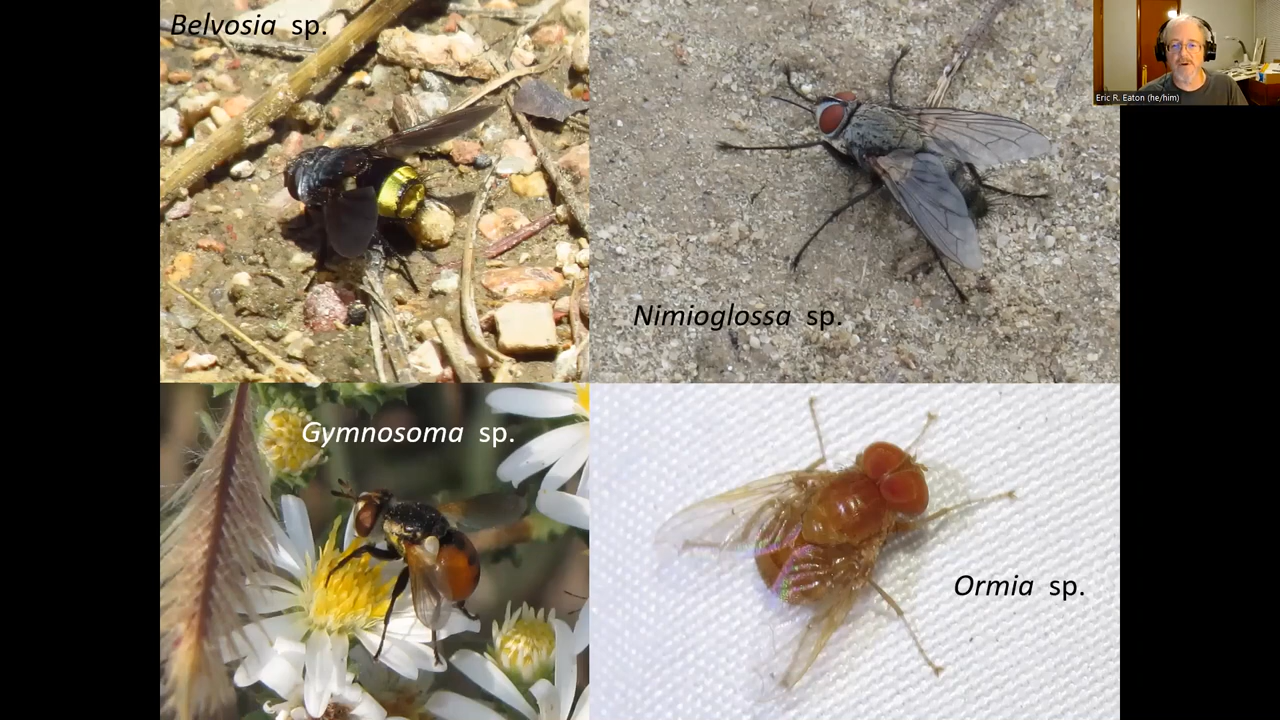 Belvosia sp.
Nimioglossa sp.
Gymnosoma sp.
Ormia sp.
Eric R. Eaton (he/him)